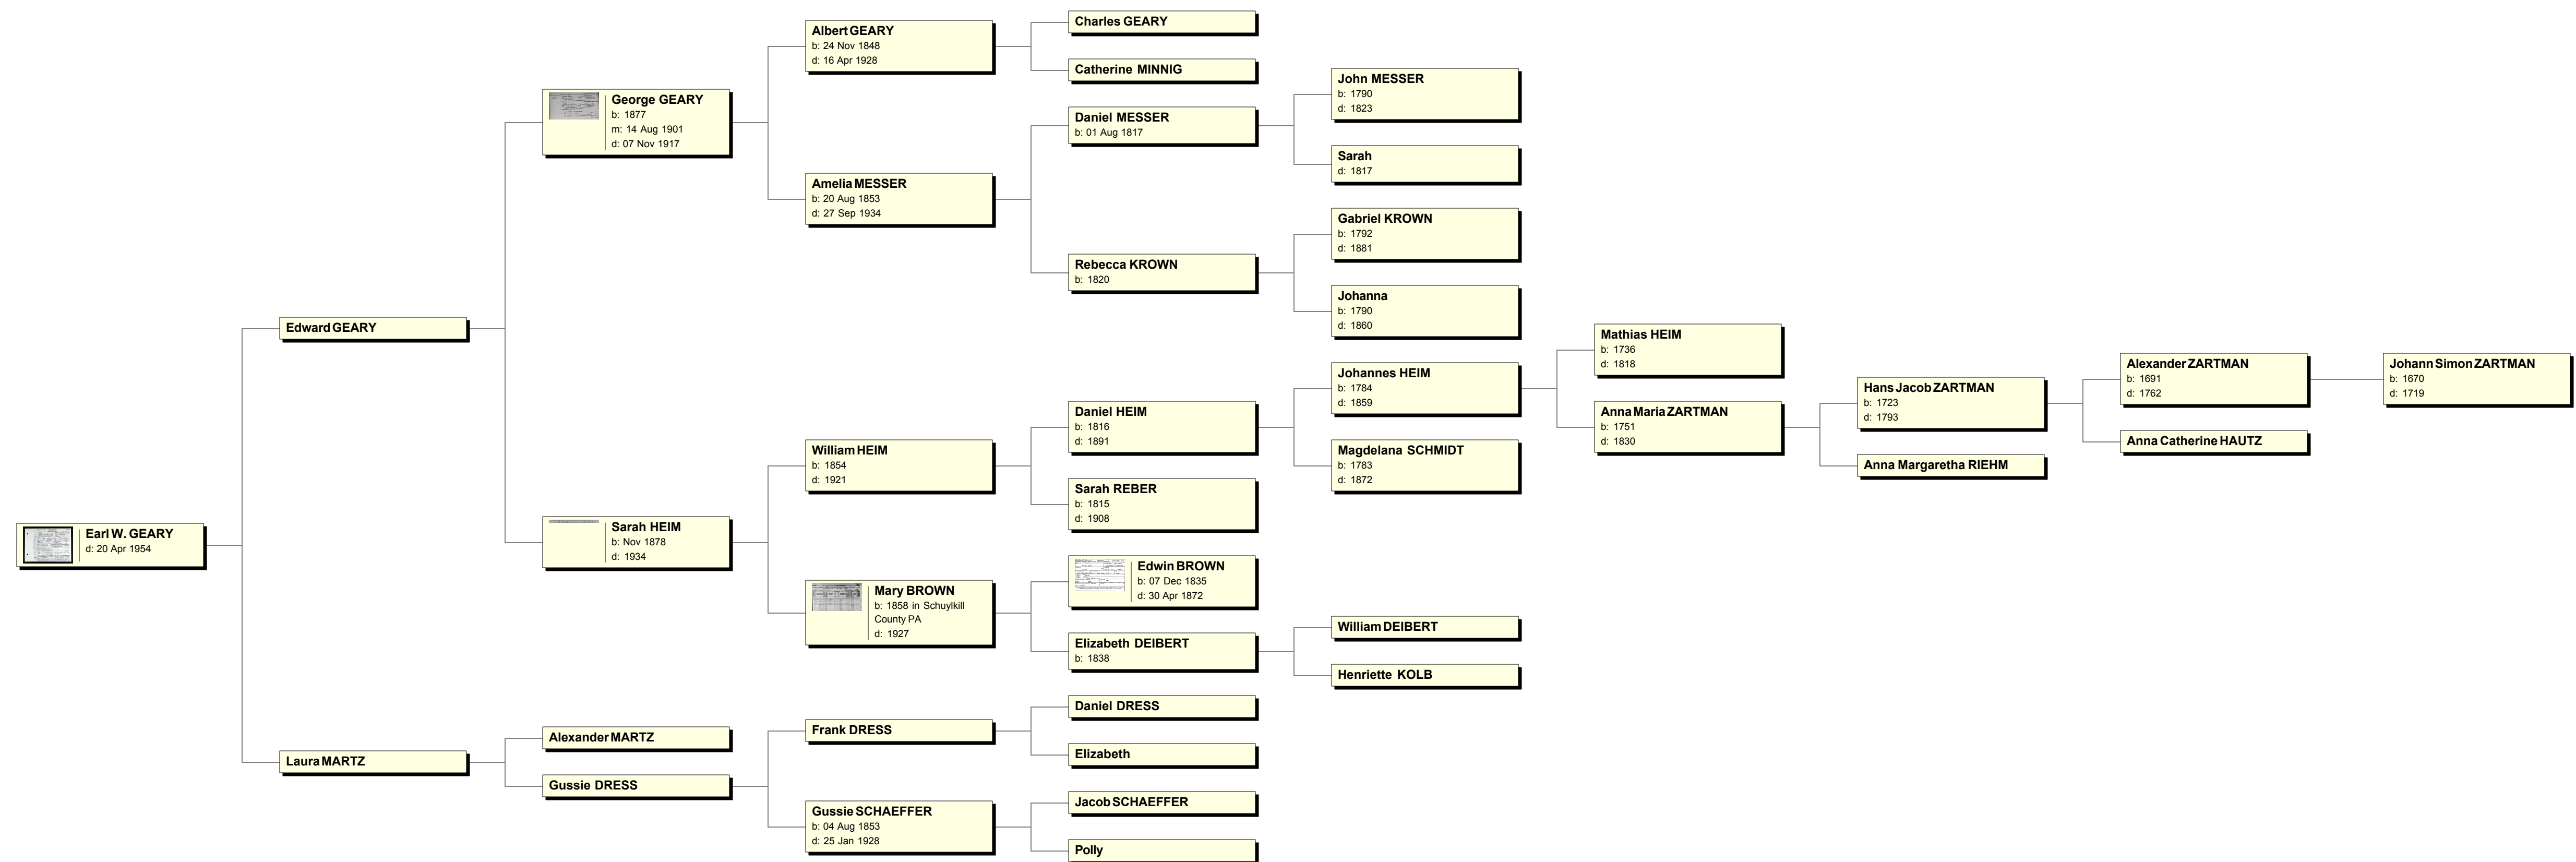 Charles GEARY
Albert GEARY
b: 24 Nov 1848
d: 16 Apr 1928
Catherine MINNIG
John MESSER
b: 1790
d: 1823
George GEARY
b: 1877
m: 14 Aug 1901
d: 07 Nov 1917
Daniel MESSER
b: 01 Aug 1817
Sarah
d: 1817
Amelia MESSER
b: 20 Aug 1853
d: 27 Sep 1934
Gabriel KROWN
b: 1792
d: 1881
Rebecca KROWN
b: 1820
Johanna
b: 1790
d: 1860
Edward GEARY
Mathias HEIM
b: 1736
d: 1818
Johannes HEIM
b: 1784
d: 1859
Hans Jacob ZARTMAN
b: 1723
d: 1793
Alexander ZARTMAN
b: 1691
d: 1762
Johann Simon ZARTMAN
b: 1670
d: 1719
Daniel HEIM
b: 1816
d: 1891
Anna Maria ZARTMAN
b: 1751
d: 1830
Anna Catherine HAUTZ
William HEIM
b: 1854
d: 1921
Magdelana SCHMIDT
b: 1783
d: 1872
Anna Margaretha RIEHM
Sarah REBER
b: 1815
d: 1908
Earl W. GEARY
d: 20 Apr 1954
Sarah HEIM
b: Nov 1878
d: 1934
Edwin BROWN
b: 07 Dec 1835
d: 30 Apr 1872
Mary BROWN
b: 1858 in Schuylkill
County PA
d: 1927
William DEIBERT
Elizabeth DEIBERT
b: 1838
Henriette KOLB
Daniel DRESS
Frank DRESS
Alexander MARTZ
Elizabeth
Laura MARTZ
Gussie DRESS
Jacob SCHAEFFER
Gussie SCHAEFFER
b: 04 Aug 1853
d: 25 Jan 1928
Polly